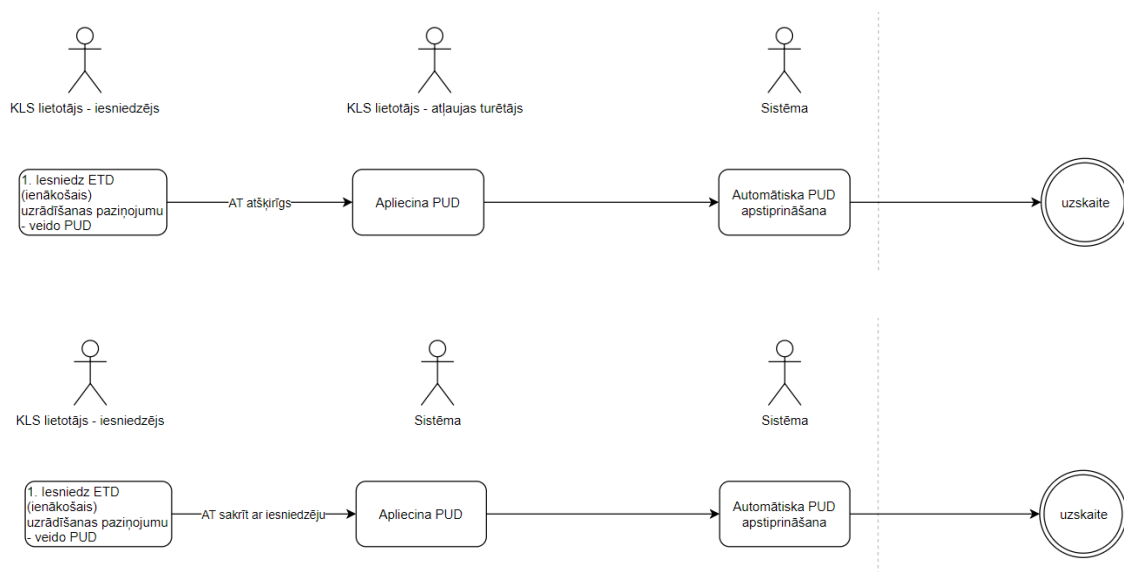 KLS lietotājs - iesniedzējs
KLS lietotājs - atļaujas turētājs
Sistēma
1. Iesniedz ETD
(ienākošais)
uzrādīšanas paziņojumu
- veido PUD
AT atšķirīgs
Apliecina PUD
Automātiska PUD
apstiprināšana
uzskaite
KLS lietotājs - iesniedzējs
Sistēma
Sistēma
1. Iesniedz ETD
(ienākošais)
uzrādīšanas paziņojumu
- veido PUD
AT sakrīt ar iesniedzēju
Apliecina PUD
Automātiska PUD
apstiprināšana
uzskaite